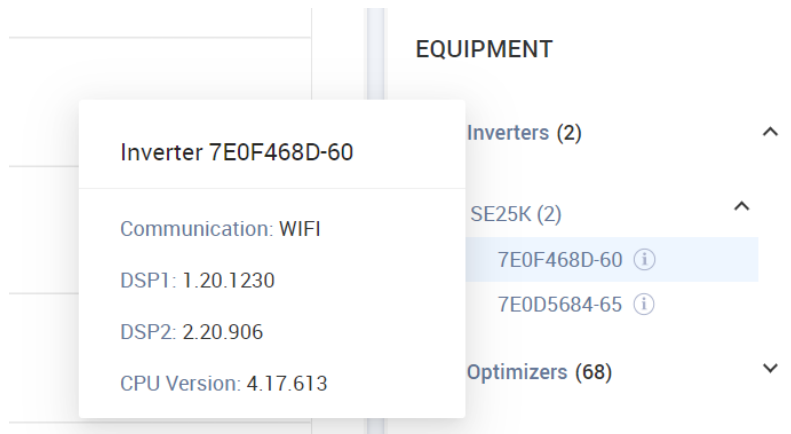 EQUIPMENT
Inverters (2)
SE25K (2)
7E0F468D-60
7E0D5684-65
Optimizers (68)
Inverter 7E0F468D-60
Communication: WIFI
DSP1: 1.20.1230
DSP2: 2.20.906
CPU Version: 4.17.613